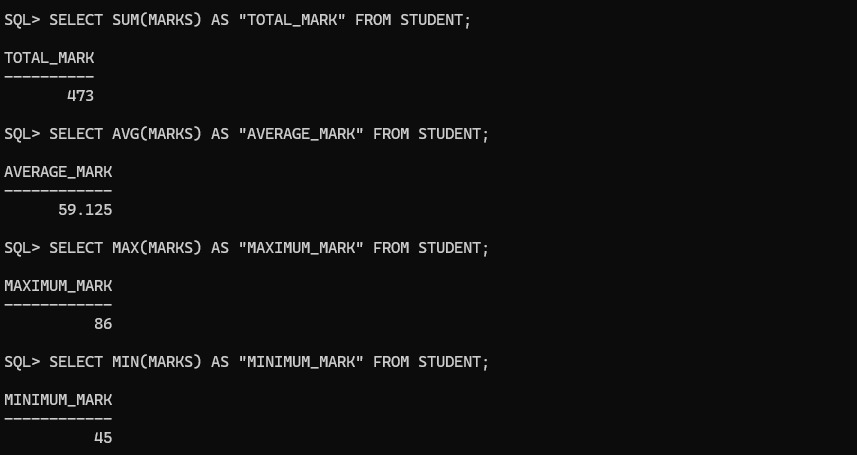 SQL> SELECT SUM(MARKS) AS "TOTAL_MARK" FROM STUDENT;
TOTAL_MARK
----------
473
SQL> SELECT AVG(MARKS) AS "AVERAGE_MARK" FROM STUDENT;
AVERAGE_MARK
------------
59.125
SQL> SELECT MAX(MARKS) AS "MAXIMUM_MARK" FROM STUDENT;
MAXIMUM_MARK
------------
86
SQL> SELECT MIN(MARKS) AS "MINIMUM_MARK" FROM STUDENT;
MINIMUM_MARK
------------
45